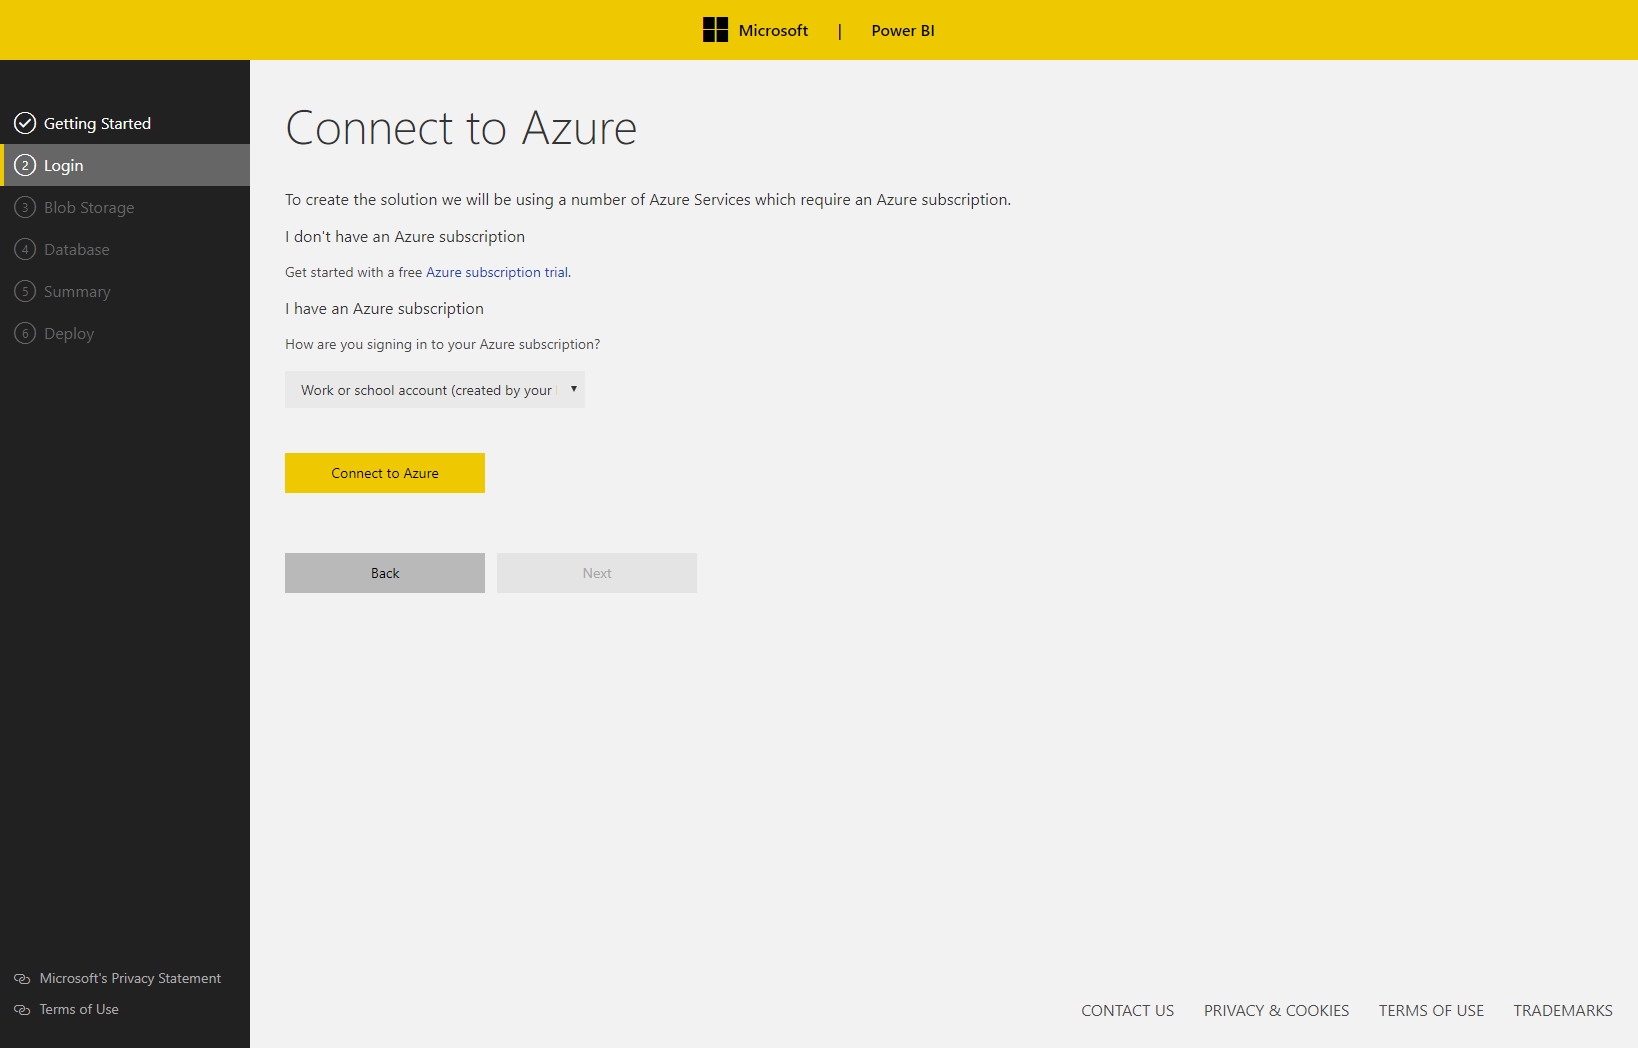 Microsoft | Power BI
Getting Started
2 Login
3 Blob Storage
4 Database
5 Summary
6 Deploy
Microsoft's Privacy Statement
Terms of Use
Connect to Azure
To create the solution we will be using a number of Azure Services which require an Azure subscription.
I don't have an Azure subscription
Get started with a free Azure subscription trial.
I have an Azure subscription
How are you signing in to your Azure subscription?
Work or school account (created by your
Connect to Azure
Back Next
CONTACT US PRIVACY & COOKIES TERMS OF USE TRADEMARKS